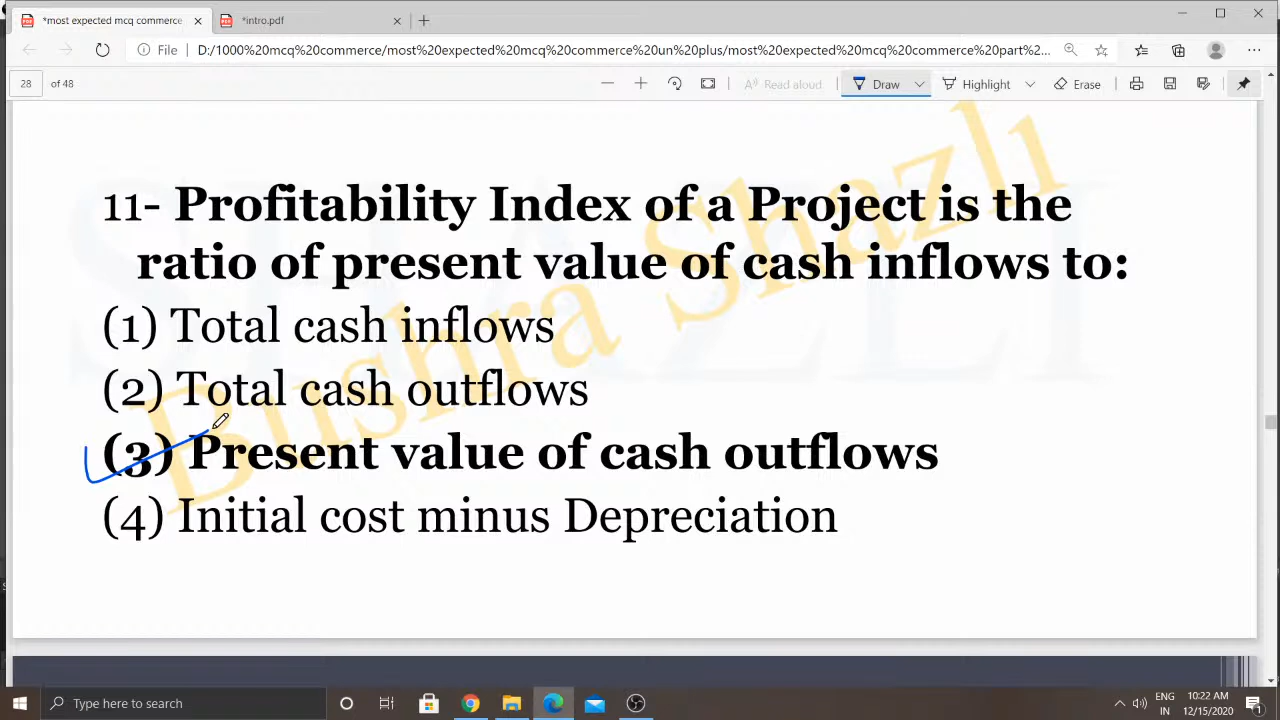 *most expected mcq commerce
*intro.pdf
File
D:/1000%20mcq%20commerce/most%20expected%20mcq%20commerce%20un%20plus/most%20expected%20mcq%20commerce%20part%2...
28 of 48
Read aloud
Draw
Highlight
Erase
11- Profitability Index of a Project is the
ratio of present value of cash inflows to:
(1) Total cash inflows
(2) Total cash outflows
(3) Present value of cash outflows
(4) Initial cost minus Depreciation
Bushra Shazli
SHAZLI
Type here to search
ENG
IN
10:22 AM
12/15/2020
1